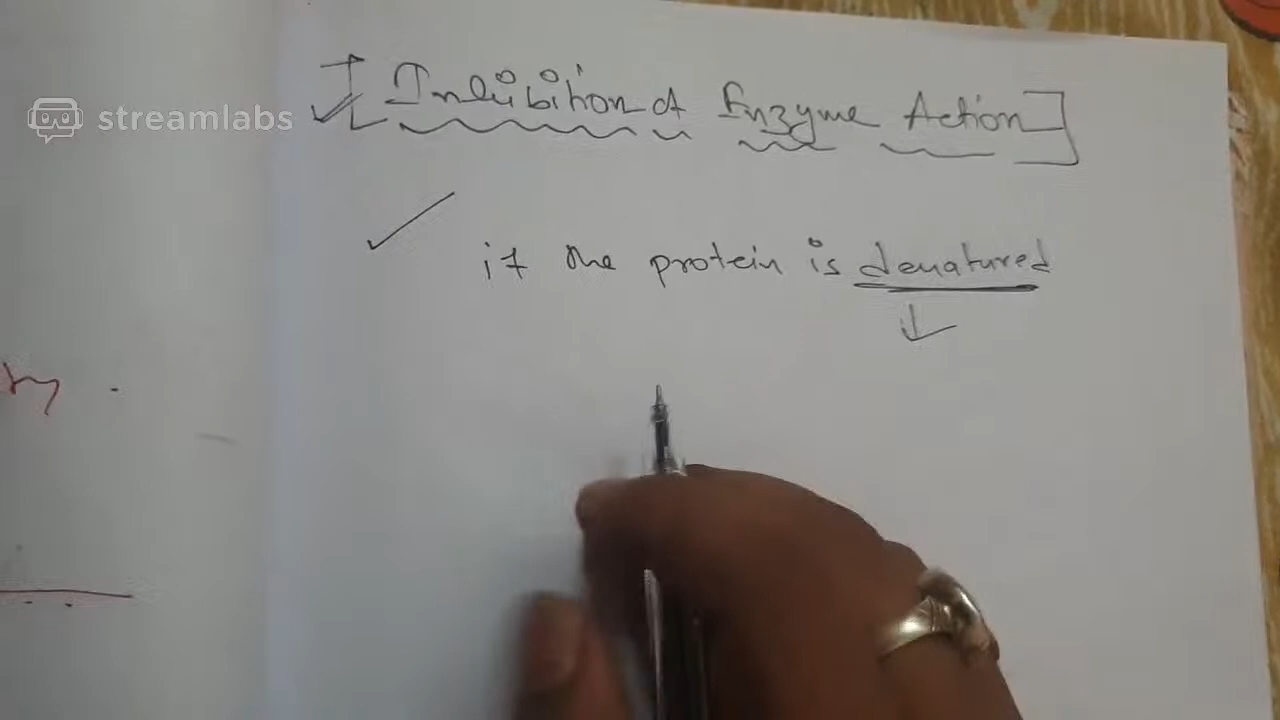 streamlabs
Inhibition of Enzyme Action
if the protein is denatured